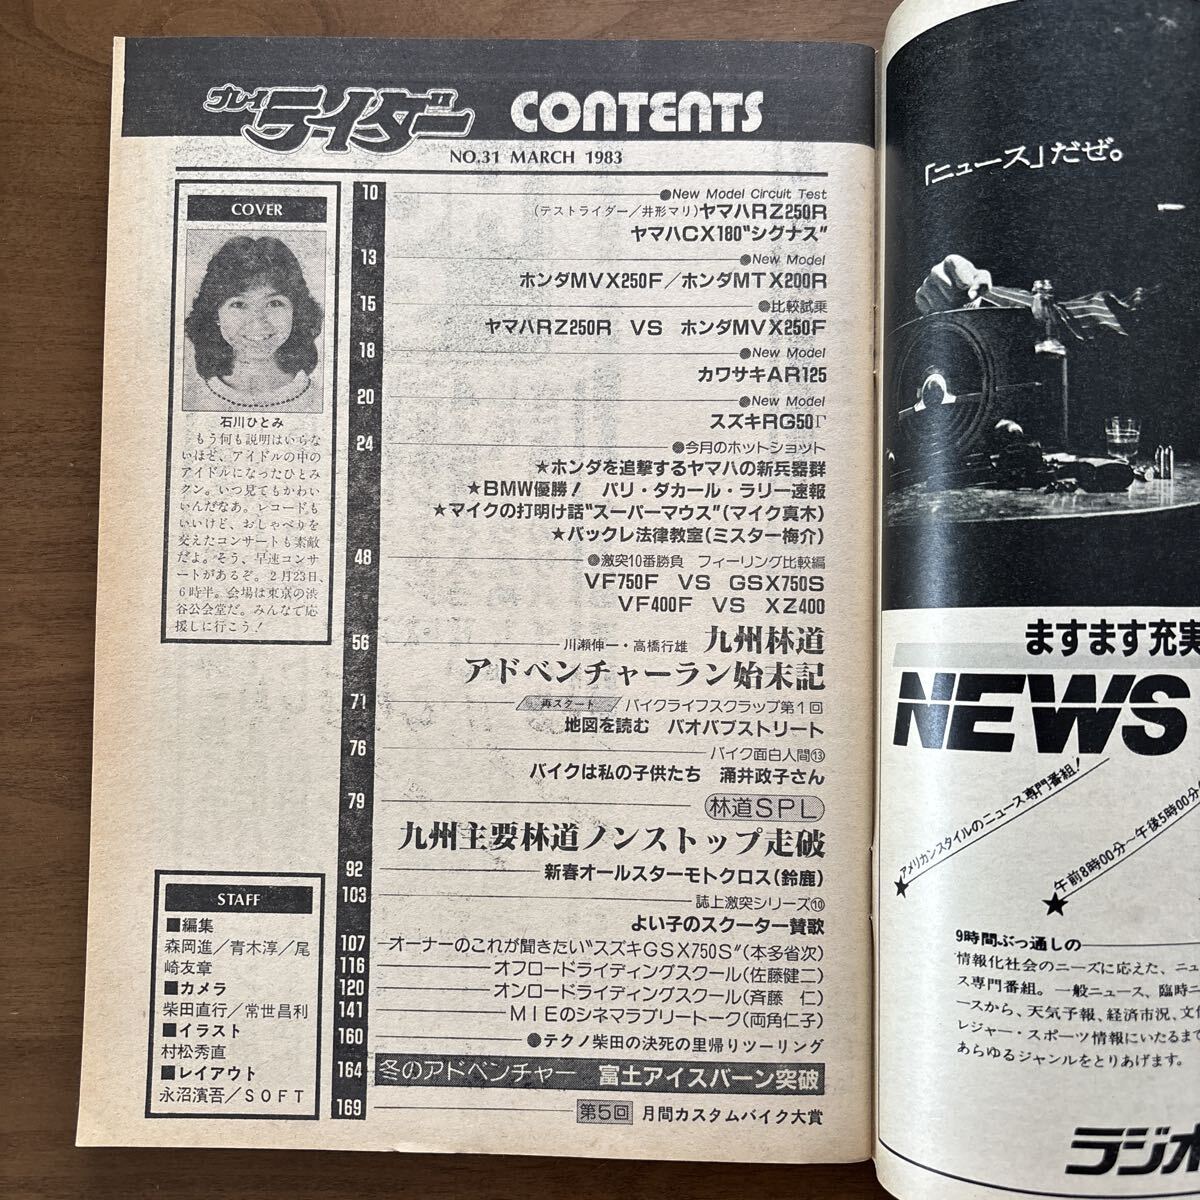 プレイライダー CONTENTS
NO.31 MARCH 1983
COVER
石川ひとみ
もう何も説明はいらな
いほど、アイドルの中の
アイドルになったひとみ
クン。いつ見てもかわい
いんだなあ。レコードも
いいけど、おしゃべりを
交えたコンサートも素敵
だよ。そう、早速コンサ
ートがあるぞ。2月23日、
6時半。会場は東京の渋
谷公会堂だ。みんなで応
援しに行こう！
STAFF
■編集
森岡進／青木淳／尾
崎友章
■カメラ
柴田直行／常世昌利
■イラスト
村松秀直
■レイアウト
永沼濱吾／SOFT
10 ●New Model Circuit Test
(テストライダー／井形マリ)ヤマハRZ250R
ヤマハCX180"シグナス"
13 ●New Model
ホンダMVX250F／ホンダMTX200R
15 ●比較試乗
ヤマハRZ250R VS ホンダMVX250F
18 ●New Model
カワサキAR125
20 ●New Model
スズキRG50Γ
24 ●今月のホットショット
★ホンダを追撃するヤマハの新兵器群
★BMW優勝！ パリ・ダカール・ラリー速報
★マイクの打明け話"スーパーマウス"(マイク真木)
★バックレ法律教室(ミスター梅介)
48 ●激突10番勝負 フィーリング比較編
VF750F VS GSX750S
VF400F VS XZ400
56 川瀬伸一・高橋行雄 九州林道
アドベンチャーラン始末記
71 再スタート バイクライフスクラップ第1回
地図を読む バオバブストリート
76 バイク面白人間⑬
バイクは私の子供たち 涌井政子さん
79 林道SPL
九州主要林道ノンストップ走破
92 新春オールスターモトクロス(鈴鹿)
103 誌上激突シリーズ⑩
よい子のスクーター賛歌
107 オーナーのこれが聞きたい"スズキGSX750S"(本多省次)
116 オフロードライディングスクール(佐藤健二)
120 オンロードライディングスクール(斉藤 仁)
141 MIEのシネマラブリートーク(両角仁子)
160 ●テクノ柴田の決死の里帰りツーリング
164 冬のアドベンチャー 富士アイスバーン突破
169 第5回 月間カスタムバイク大賞
「ニュース」だぜ。
ますます充実
NEWS
アメリカンスタイルのニュース専門番組！
★
午前8時00分〜午後5時00分
★
9時間ぶっ通しの
情報化社会のニーズに応えた、ニュ
ース専門番組。一般ニュース、臨時ニ
ースから、天気予報、経済市況、文化
レジャー・スポーツ情報にいたるまで
あらゆるジャンルをとりあげます。
ラジオ